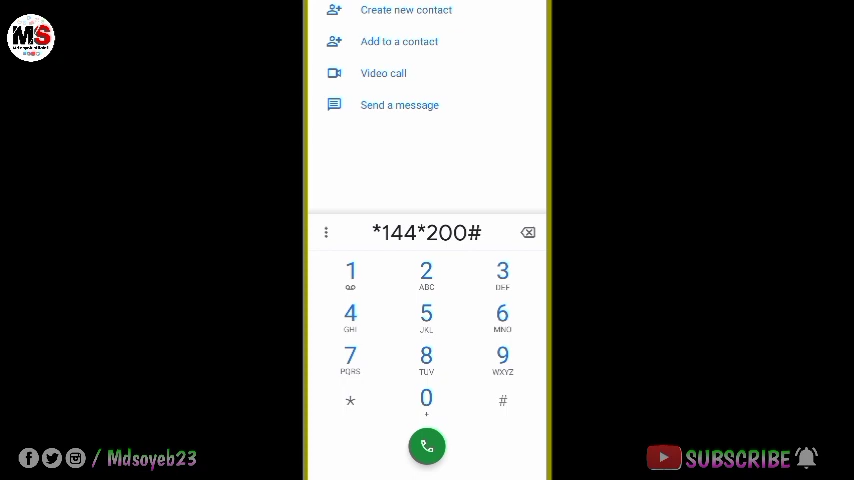 MS
Create new contact
Add to a contact
Video call
Send a message
*144*200#
1
2 ABC
3 DEF
4 GHI
5 JKL
6 MNO
7 PQRS
8 TUV
9 WXYZ
*
0 +
#
/ Mdsoyeb23
SUBSCRIBE